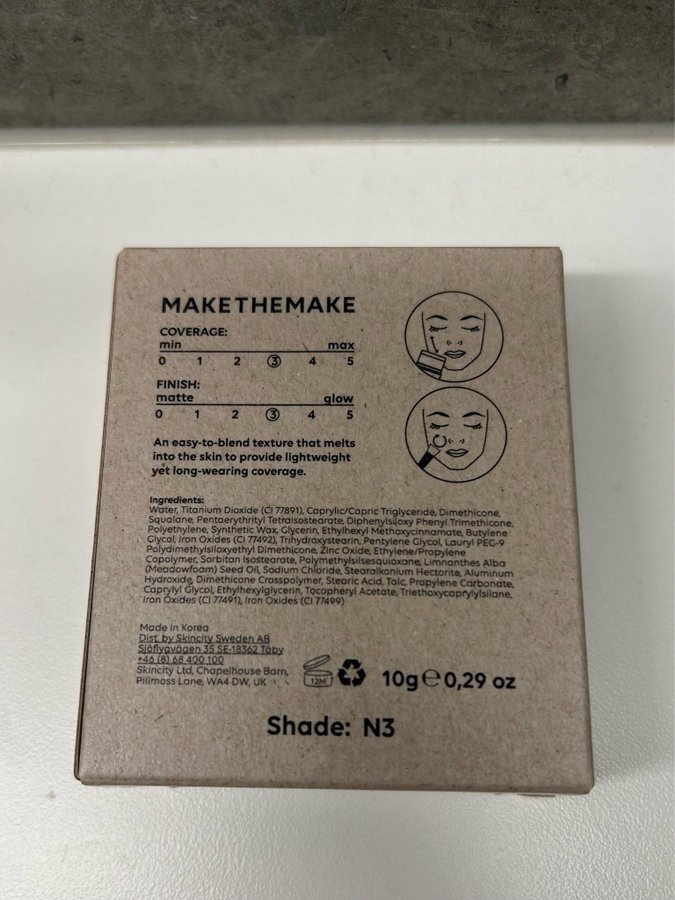 MAKETHEMAKE
COVERAGE:
min max
0 1 2 3 4 5
FINISH:
matte glow
0 1 2 3 4 5
An easy-to-blend texture that melts
into the skin to provide lightweight
yet long-wearing coverage.
Ingredients:
Water, Titanium Dioxide (CI 77891), Caprylic/Capric Triglyceride, Dimethicone,
Squalane, Pentaerythrityl Tetraisostearate, Diphenylsiloxy Phenyl Trimethicone,
Polyethylene, Synthetic Wax, Glycerin, Ethylhexyl Methoxycinnamate, Butylene
Glycol, Iron Oxides (CI 77492), Trihydroxystearin, Pentylene Glycol, Lauryl PEG-9
Polydimethylsiloxyethyl Dimethicone, Zinc Oxide, Ethylene/Propylene
Copolymer, Sorbitan Isostearate, Polymethylsilsesquioxane, Limnanthes Alba
(Meadowfoam) Seed Oil, Sodium Chloride, Stearalkonium Hectorite, Aluminum
Hydroxide, Dimethicone Crosspolymer, Stearic Acid, Talc, Propylene Carbonate,
Caprylyl Glycol, Ethylhexylglycerin, Tocopheryl Acetate, Triethoxycaprylylsilane,
Iron Oxides (CI 77491), Iron Oxides (CI 77499)
Made in Korea
Dist. by Skincity Sweden AB
Sjöflygvägen 35 SE-18362 Täby
+46 (8) 68 400 100
Skincity Ltd, Chapelhouse Barn,
Pillmoss Lane, WA4 DW, UK
12M
10g℮0,29 oz
Shade: N3